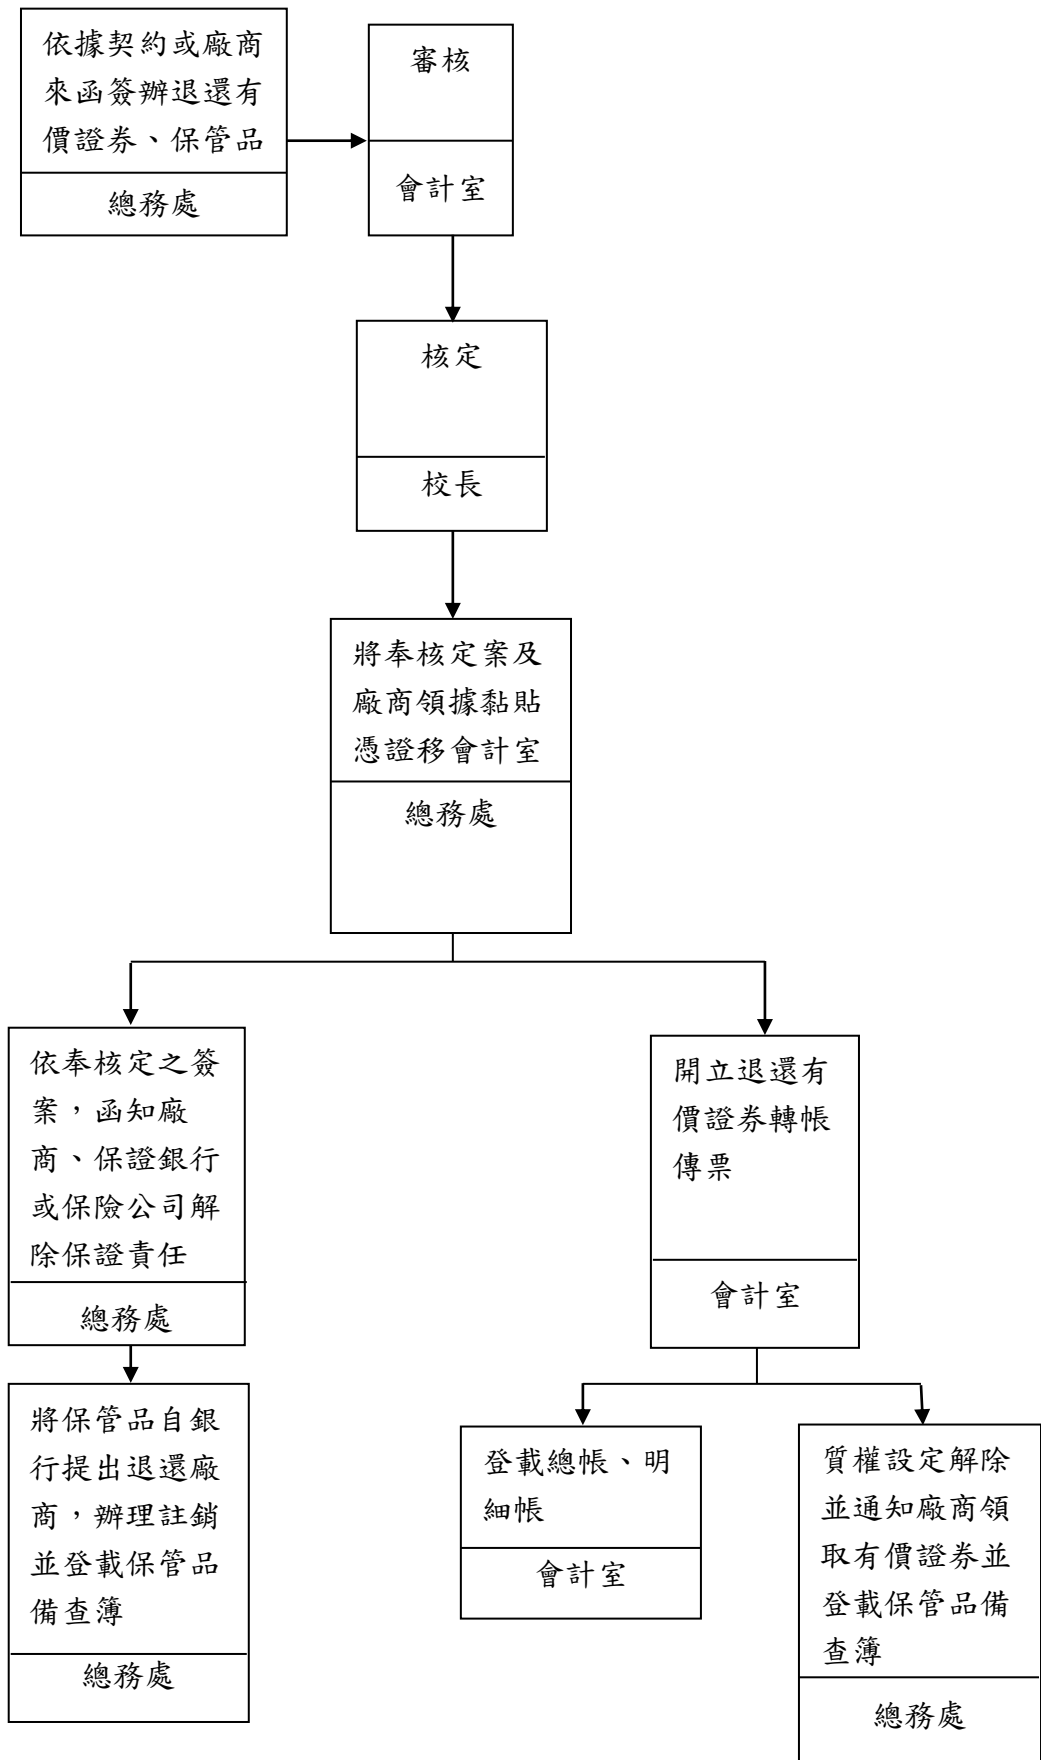 依據契約或廠商
來函簽辦退還有
價證券、保管品
總務處
審核
會計室
核定
校長
將奉核定案及
廠商領據黏貼
憑證移會計室
總務處
依奉核定之簽
案，函知廠
商、保證銀行
或保險公司解
除保證責任
總務處
將保管品自銀
行提出退還廠
商，辦理註銷
並登載保管品
備查簿
總務處
開立退還有
價證券轉帳
傳票
會計室
登載總帳、明
細帳
會計室
質權設定解除
並通知廠商領
取有價證券並
登載保管品備
查簿
總務處